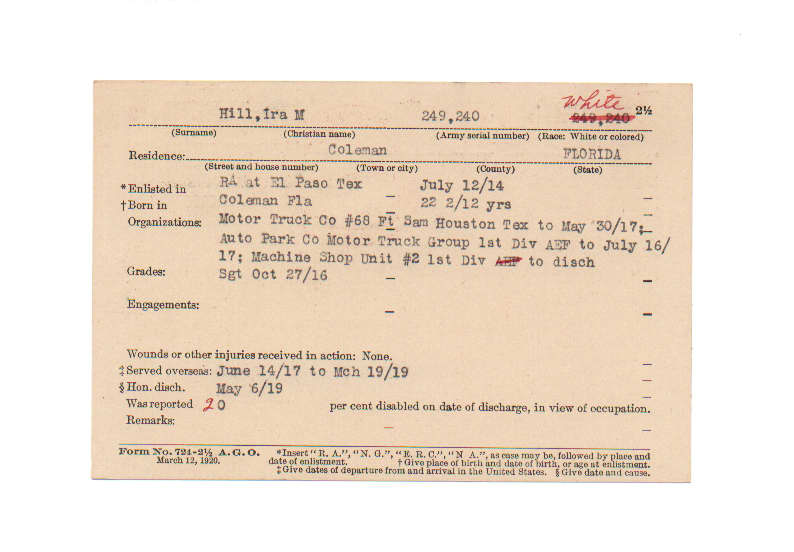 White
Hill,Ira M 249,240 249,240 2½
(Surname) (Christian name) (Army serial number) (Race: White or colored)
Residence: Coleman FLORIDA
(Street and house number) (Town or city) (County) (State)
*Enlisted in RA at El Paso Tex July 12/14
†Born in Coleman Fla 22 2/12 yrs
Organizations: Motor Truck Co #68 Ft Sam Houston Tex to May 30/17;
Auto Park Co Motor Truck Group 1st Div AEF to July 16/
17; Machine Shop Unit #2 1st Div AEF to disch
Grades: Sgt Oct 27/16
Engagements:
Wounds or other injuries received in action: None.
‡Served overseas: June 14/17 to Mch 19/19
§Hon. disch. May 6/19
Was reported 20 per cent disabled on date of discharge, in view of occupation.
Remarks:
Form No. 724-2½ A.G.O. *Insert "R. A.", "N. G.", "E. R. C.", "N A.", as case may be, followed by place and
March 12, 1920. date of enlistment. †Give place of birth and date of birth, or age at enlistment.
‡Give dates of departure from and arrival in the United States. §Give date and cause.